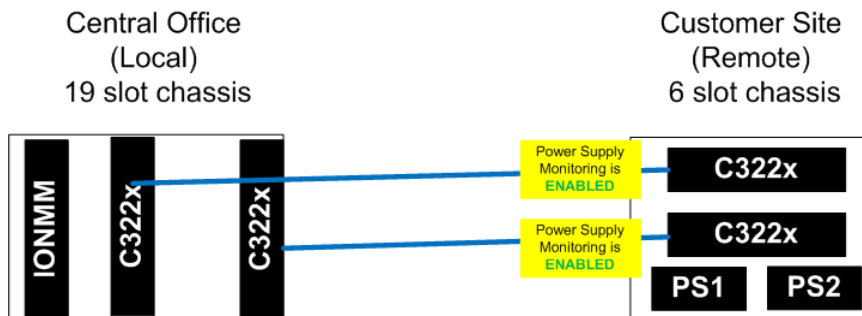 Central Office
(Local)
19 slot chassis
Customer Site
(Remote)
6 slot chassis
IONMM
C322x
C322x
Power Supply
Monitoring is
ENABLED
C322x
Power Supply
Monitoring is
ENABLED
C322x
PS1
PS2